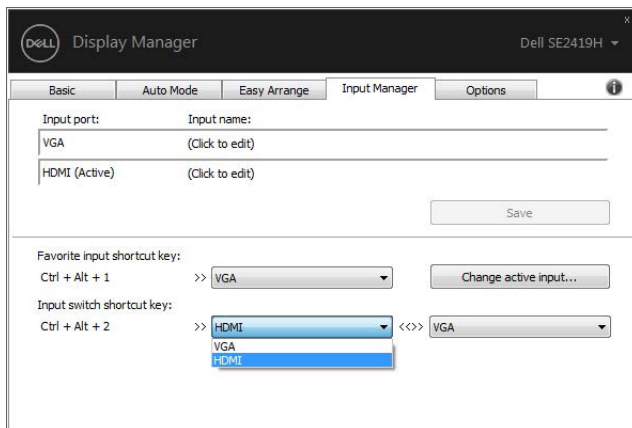 x
DELL Display Manager Dell SE2419H
Basic Auto Mode Easy Arrange Input Manager Options i
Input port: Input name:
VGA (Click to edit)
HDMI (Active) (Click to edit)
Save
Favorite input shortcut key:
Ctrl + Alt + 1 >> VGA Change active input...
Input switch shortcut key:
Ctrl + Alt + 2 >> HDMI <<>> VGA
VGA
HDMI